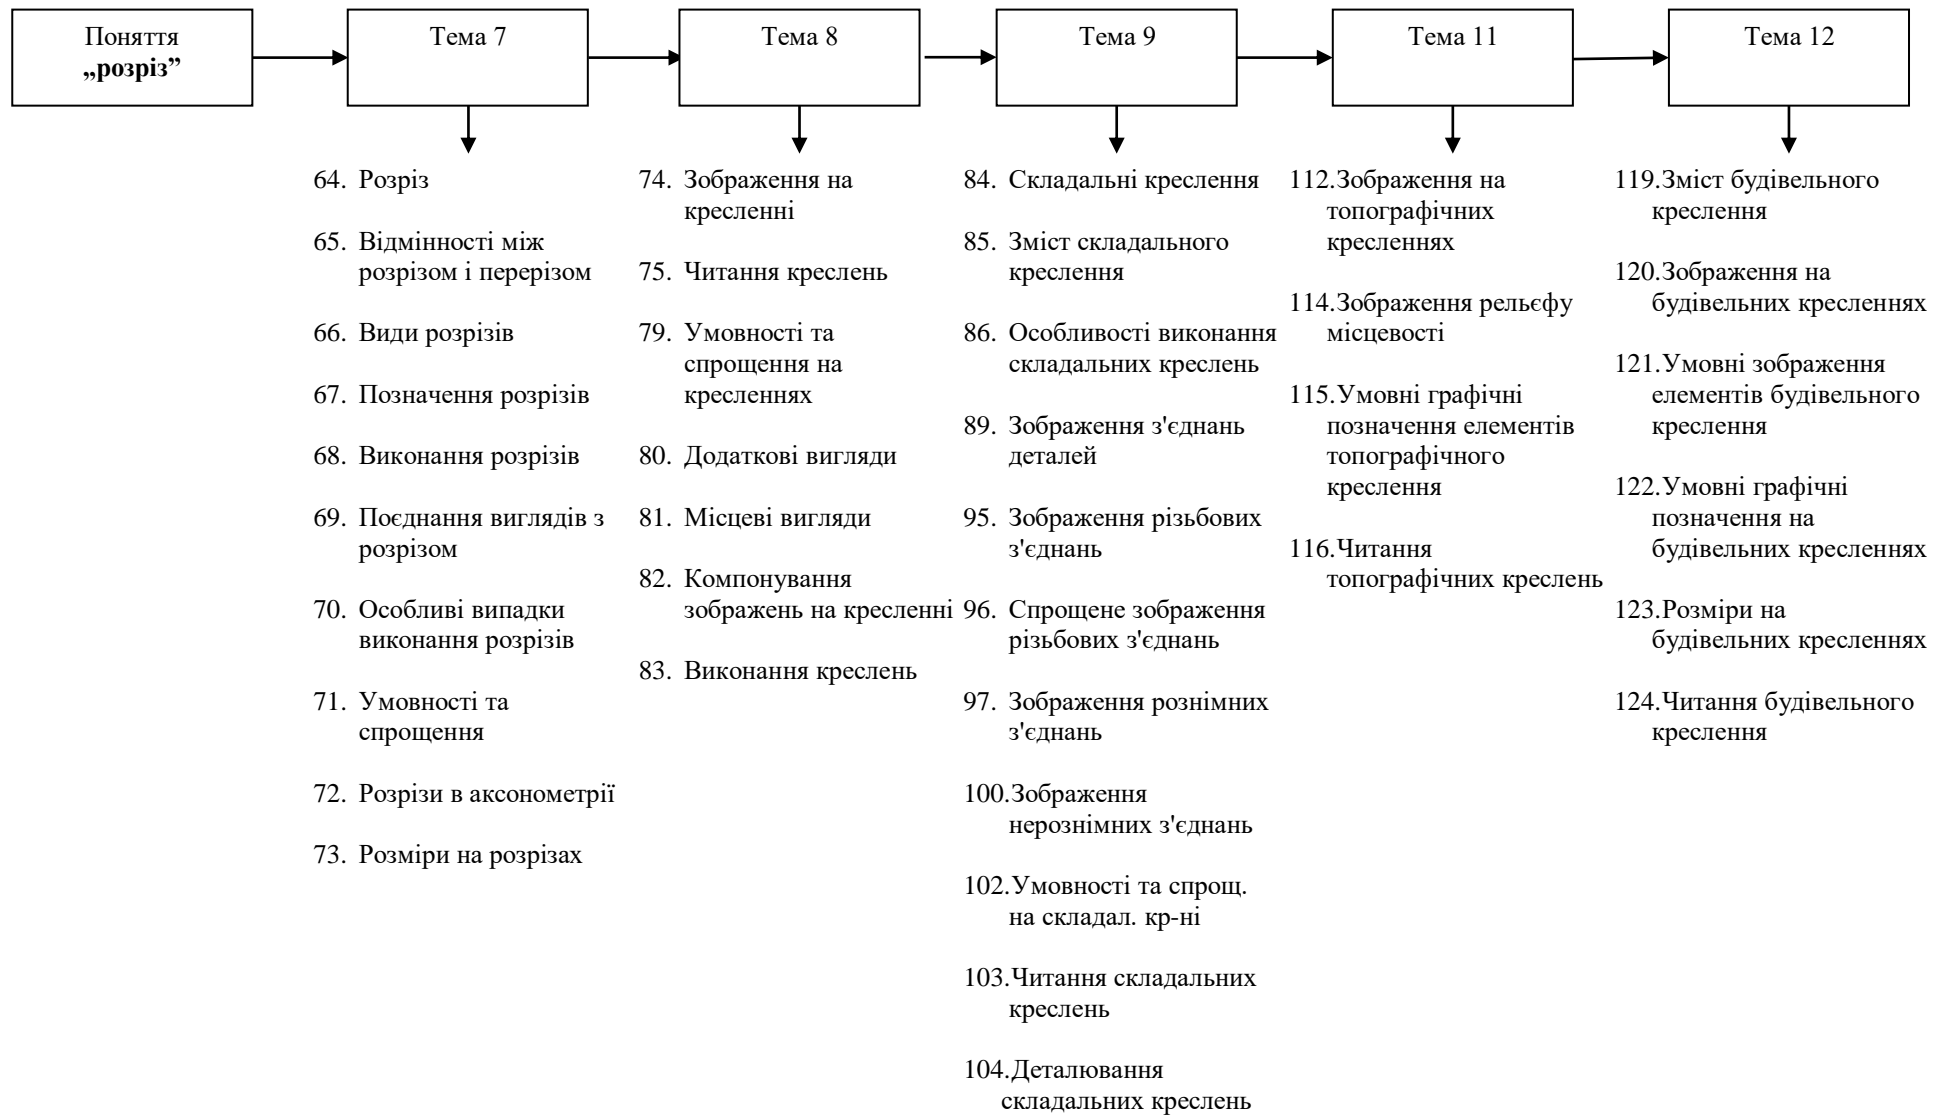 Поняття
„розріз”
Тема 7
Тема 8
Тема 9
Тема 11
Тема 12
64. Розріз
65. Відмінності між
розрізом і перерізом
66. Види розрізів
67. Позначення розрізів
68. Виконання розрізів
69. Поєднання виглядів з
розрізом
70. Особливі випадки
виконання розрізів
71. Умовності та
спрощення
72. Розрізи в аксонометрії
73. Розміри на розрізах
74. Зображення на
кресленні
75. Читання креслень
79. Умовності та
спрощення на
кресленнях
80. Додаткові вигляди
81. Місцеві вигляди
82. Компонування
зображень на кресленні
83. Виконання креслень
84. Складальні креслення
85. Зміст складального
креслення
86. Особливості виконання
складальних креслень
89. Зображення з'єднань
деталей
95. Зображення різьбових
з'єднань
96. Спрощене зображення
різьбових з'єднань
97. Зображення рознімних
з'єднань
100.Зображення
нерознімних з'єднань
102.Умовності та спрощ.
на складал. кр-ні
103.Читання складальних
креслень
104.Деталювання
складальних креслень
112.Зображення на
топографічних
кресленнях
114.Зображення рельєфу
місцевості
115.Умовні графічні
позначення елементів
топографічного
креслення
116.Читання
топографічних креслень
119.Зміст будівельного
креслення
120.Зображення на
будівельних кресленнях
121.Умовні зображення
елементів будівельного
креслення
122.Умовні графічні
позначення на
будівельних кресленнях
123.Розміри на
будівельних кресленнях
124.Читання будівельного
креслення